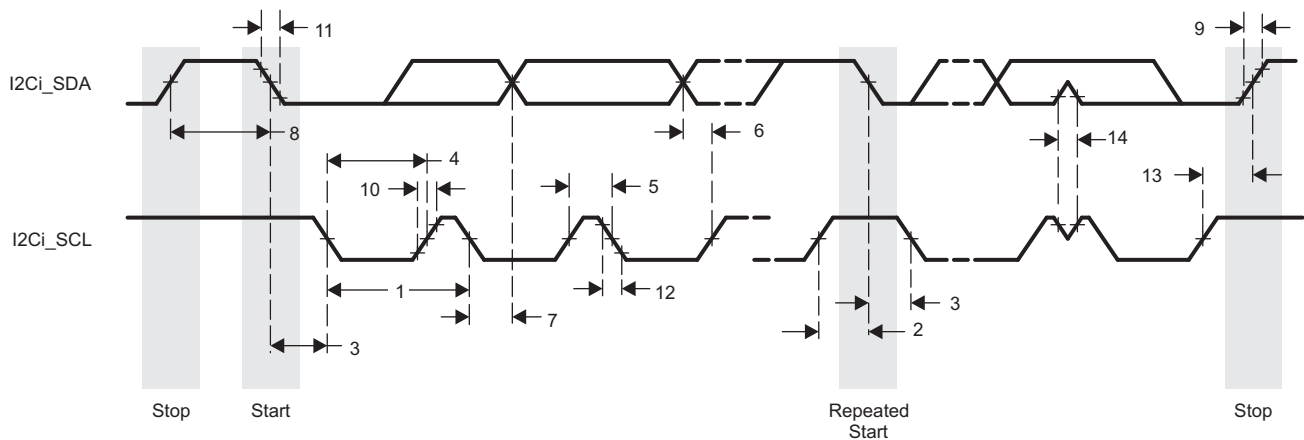 11
9
I2Ci_SDA
8
6
4
14
10
5
13
I2Ci_SCL
1
12
7
3
2
3
Stop
Start
Repeated
Start
Stop